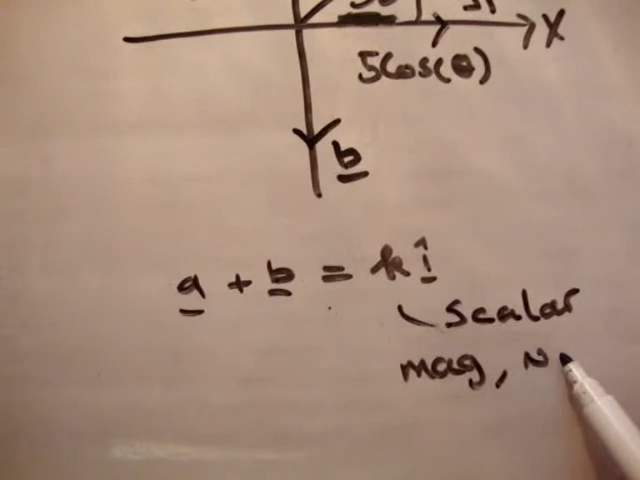 X
5Cos(θ)
b
a + b = k î
Scalar
mag, N